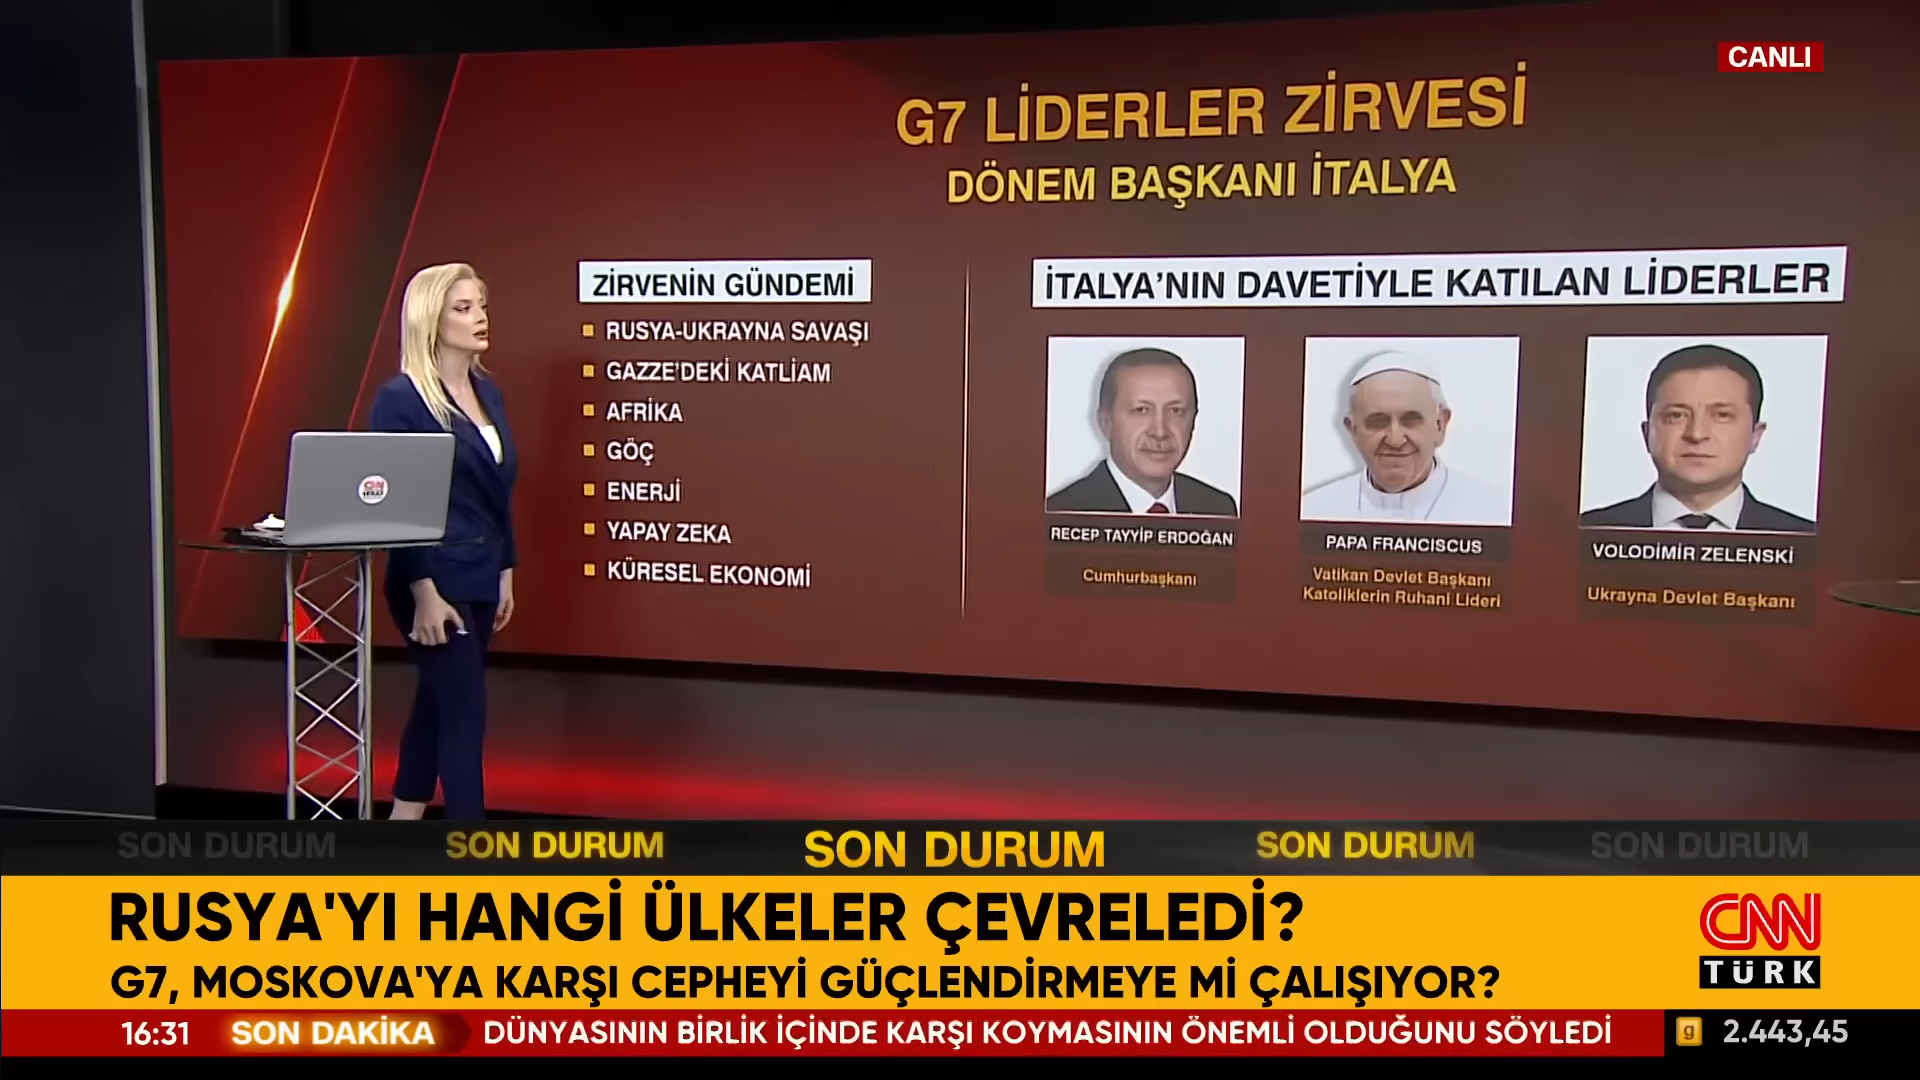 CANLI
G7 LİDERLER ZİRVESİ
DÖNEM BAŞKANI İTALYA
ZİRVENİN GÜNDEMİ
RUSYA-UKRAYNA SAVAŞI
GAZZE'DEKİ KATLİAM
AFRİKA
GÖÇ
ENERJİ
YAPAY ZEKA
KÜRESEL EKONOMİ
İTALYA'NIN DAVETİYLE KATILAN LİDERLER
RECEP TAYYİP ERDOĞAN
Cumhurbaşkanı
PAPA FRANCISCUS
Vatikan Devlet Başkanı
Katoliklerin Ruhani Lideri
VOLODİMİR ZELENSKİ
Ukrayna Devlet Başkanı
CNN
SON DURUM SON DURUM SON DURUM SON DURUM SON DURUM
RUSYA'YI HANGİ ÜLKELER ÇEVRELEDİ?
G7, MOSKOVA'YA KARŞI CEPHEYİ GÜÇLENDİRMEYE Mİ ÇALIŞIYOR?
CNN
TÜRK
16:31 SON DAKİKA DÜNYASININ BİRLİK İÇİNDE KARŞI KOYMASININ ÖNEMLİ OLDUĞUNU SÖYLEDİ g 2.443,45